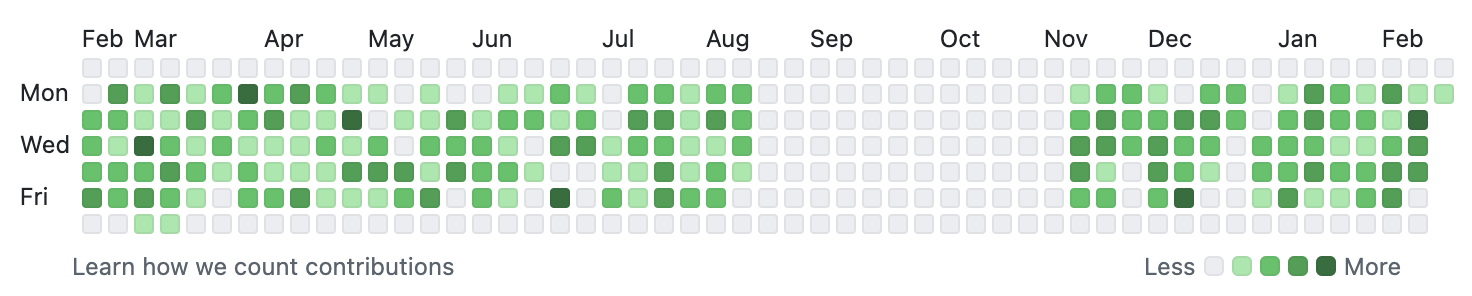 Feb Mar Apr May Jun Jul Aug Sep Oct Nov Dec Jan Feb
Mon
Wed
Fri
Learn how we count contributions
Less More